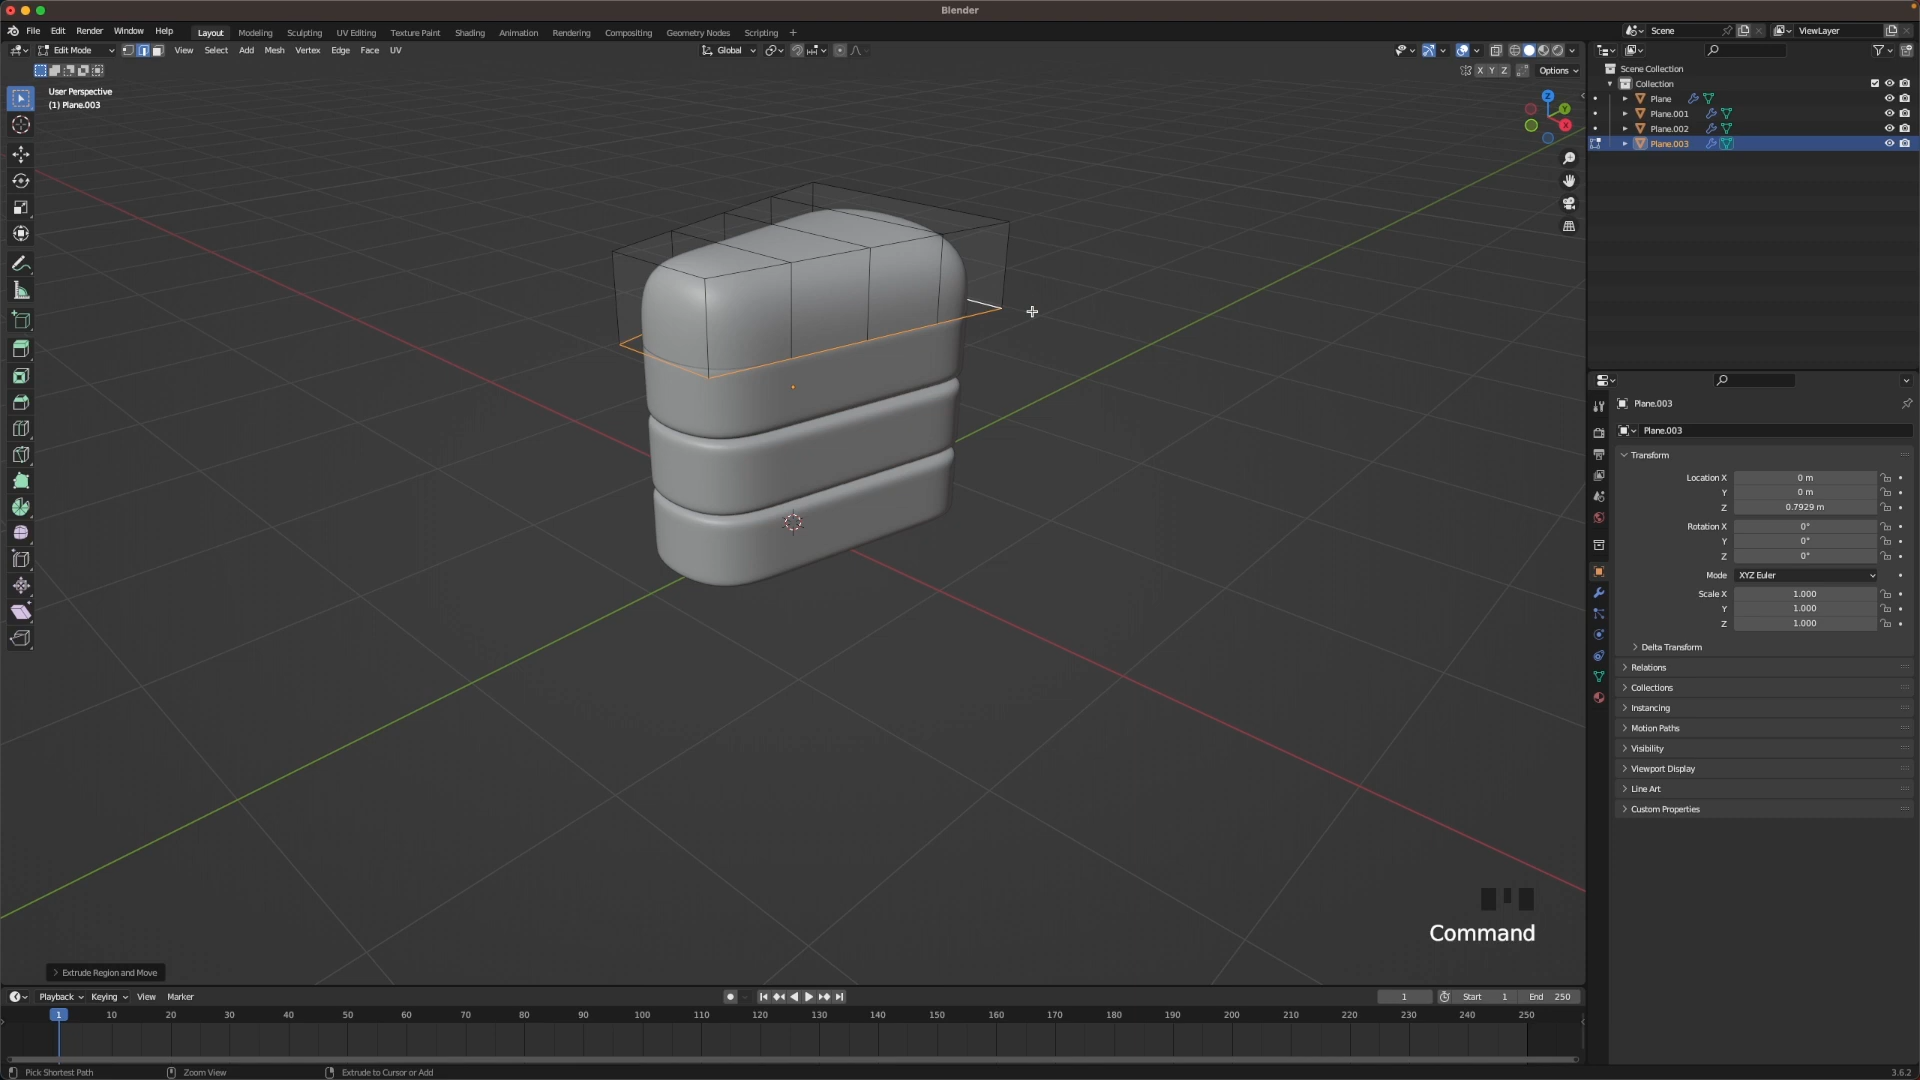 Blender
File Edit Render Window Help Layout Modeling Sculpting UV Editing Texture Paint Shading Animation Rendering Compositing Geometry Nodes Scripting + Scene ViewLayer
Edit Mode View Select Add Mesh Vertex Edge Face UV Global
X Y Z Options
User Perspective
(1) Plane.003
Z
Y
X
Scene Collection
Collection
Plane
Plane.001
Plane.002
Plane.003
Plane.003
Plane.003
Transform
Location X 0 m
Y 0 m
Z 0.7929 m
Rotation X 0°
Y 0°
Z 0°
Mode XYZ Euler
Scale X 1.000
Y 1.000
Z 1.000
Delta Transform
Relations
Collections
Instancing
Motion Paths
Visibility
Viewport Display
Line Art
Custom Properties
Command
Extrude Region and Move
Playback Keying View Marker 1 Start 1 End 250
1 10 20 30 40 50 60 70 80 90 100 110 120 130 140 150 160 170 180 190 200 210 220 230 240 250
Pick Shortest Path Zoom View Extrude to Cursor or Add 3.6.2